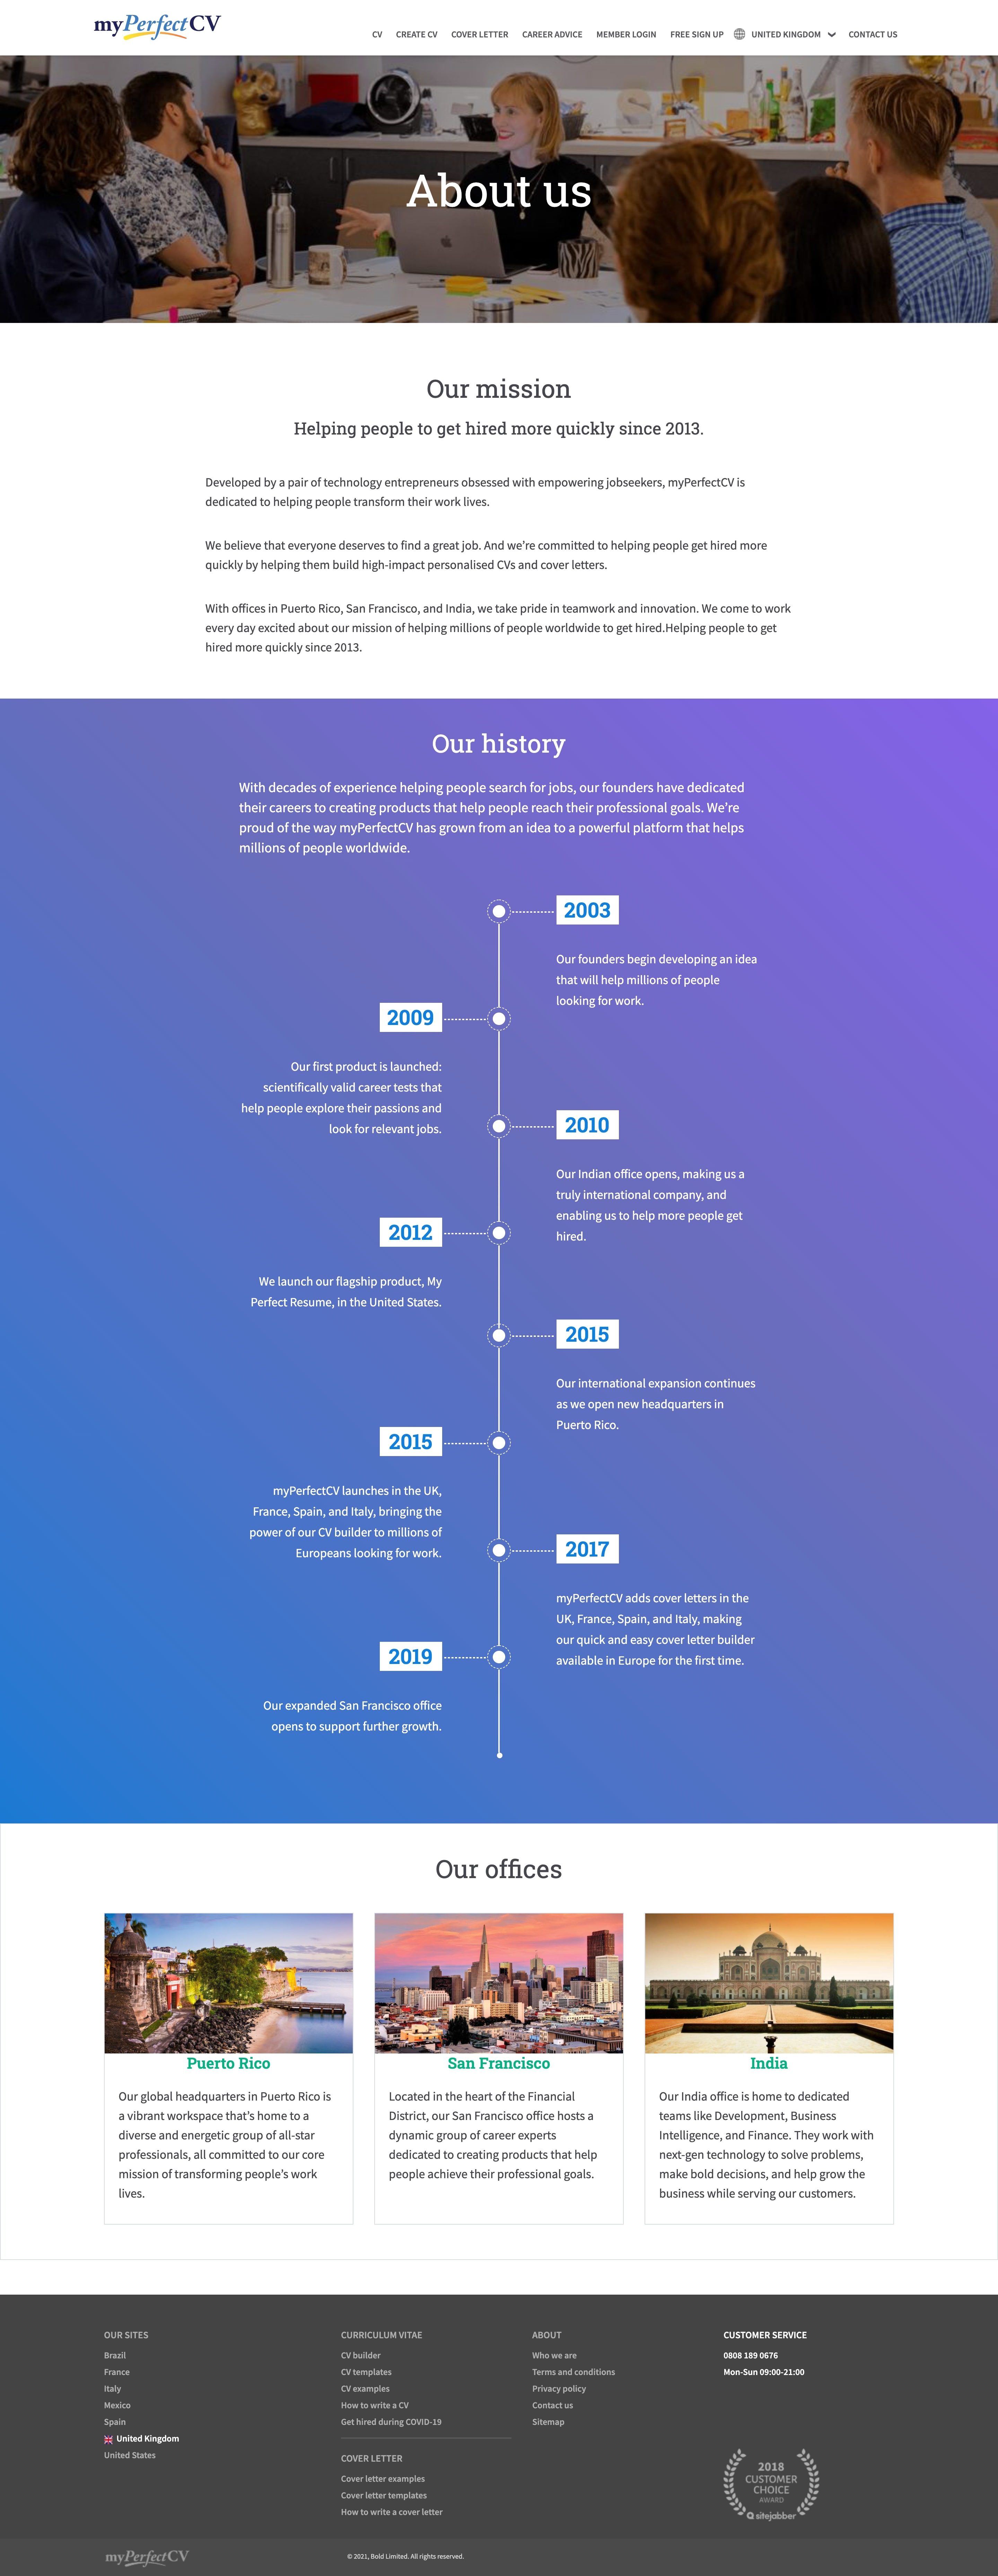 myPerfectCV
CV CREATE CV COVER LETTER CAREER ADVICE MEMBER LOGIN FREE SIGN UP UNITED KINGDOM CONTACT US
About us
Our mission
Helping people to get hired more quickly since 2013.
Developed by a pair of technology entrepreneurs obsessed with empowering jobseekers, myPerfectCV is
dedicated to helping people transform their work lives.
We believe that everyone deserves to find a great job. And we're committed to helping people get hired more
quickly by helping them build high-impact personalised CVs and cover letters.
With offices in Puerto Rico, San Francisco, and India, we take pride in teamwork and innovation. We come to work
every day excited about our mission of helping millions of people worldwide to get hired.Helping people to get
hired more quickly since 2013.
Our history
With decades of experience helping people search for jobs, our founders have dedicated
their careers to creating products that help people reach their professional goals. We're
proud of the way myPerfectCV has grown from an idea to a powerful platform that helps
millions of people worldwide.
2003
Our founders begin developing an idea
that will help millions of people
looking for work.
2009
Our first product is launched:
scientifically valid career tests that
help people explore their passions and
look for relevant jobs.
2010
Our Indian office opens, making us a
truly international company, and
enabling us to help more people get
hired.
2012
We launch our flagship product, My
Perfect Resume, in the United States.
2015
Our international expansion continues
as we open new headquarters in
Puerto Rico.
2015
myPerfectCV launches in the UK,
France, Spain, and Italy, bringing the
power of our CV builder to millions of
Europeans looking for work.
2017
myPerfectCV adds cover letters in the
UK, France, Spain, and Italy, making
our quick and easy cover letter builder
available in Europe for the first time.
2019
Our expanded San Francisco office
opens to support further growth.
Our offices
Puerto Rico
Our global headquarters in Puerto Rico is
a vibrant workspace that's home to a
diverse and energetic group of all-star
professionals, all committed to our core
mission of transforming people's work
lives.
San Francisco
Located in the heart of the Financial
District, our San Francisco office hosts a
dynamic group of career experts
dedicated to creating products that help
people achieve their professional goals.
India
Our India office is home to dedicated
teams like Development, Business
Intelligence, and Finance. They work with
next-gen technology to solve problems,
make bold decisions, and help grow the
business while serving our customers.
OUR SITES
Brazil
France
Italy
Mexico
Spain
United Kingdom
United States
CURRICULUM VITAE
CV builder
CV templates
CV examples
How to write a CV
Get hired during COVID-19
COVER LETTER
Cover letter examples
Cover letter templates
How to write a cover letter
ABOUT
Who we are
Terms and conditions
Privacy policy
Contact us
Sitemap
CUSTOMER SERVICE
0808 189 0676
Mon-Sun 09:00-21:00
2018
CUSTOMER
CHOICE
AWARD
sitejabber
myPerfectCV
© 2021, Bold Limited. All rights reserved.